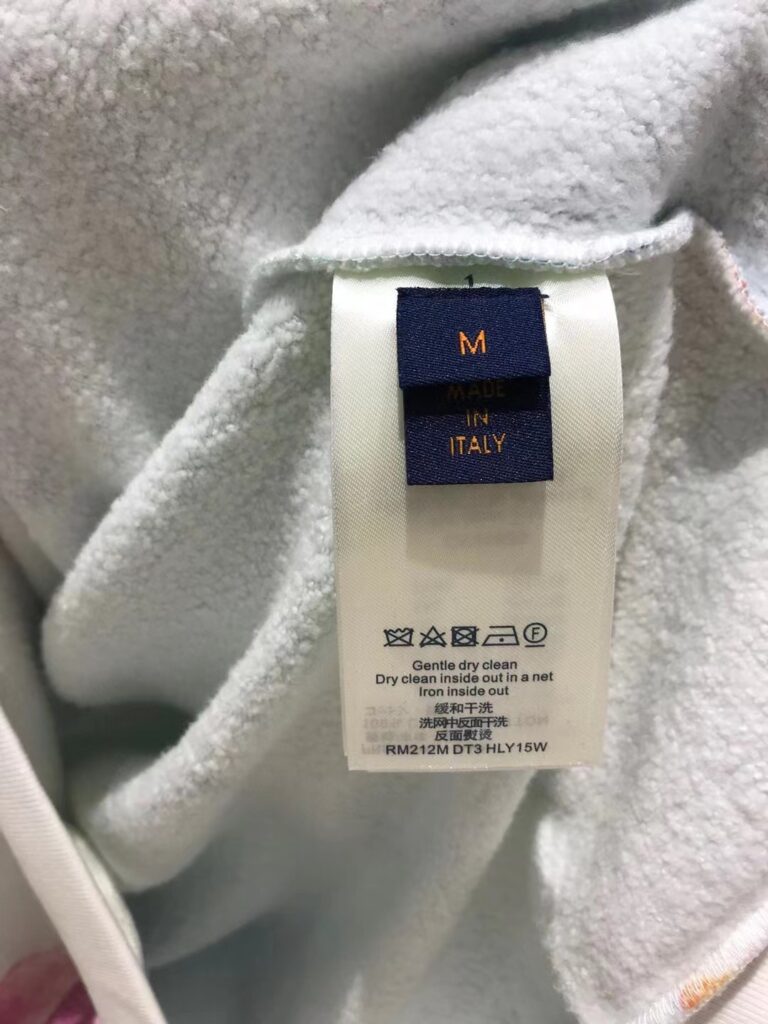 M
MADE
IN
ITALY
F
Gentle dry clean
Dry clean inside out in a net
Iron inside out
缓和干洗
洗网中反面干洗
反面熨烫
RM212M DT3 HLY15W